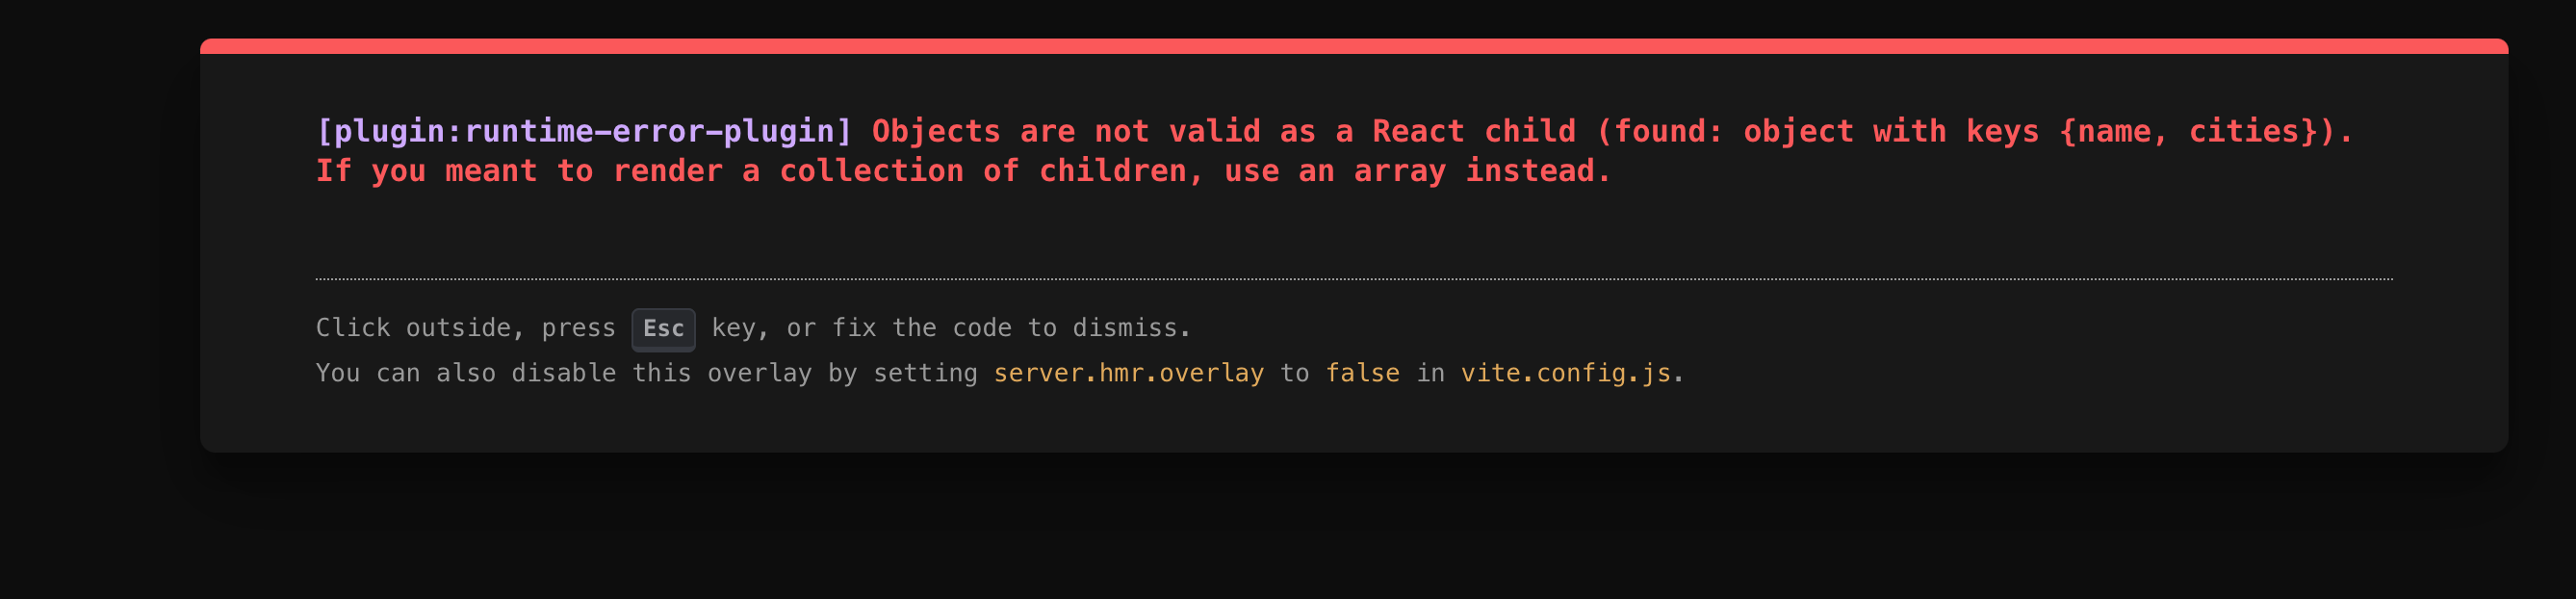 [plugin:runtime-error-plugin] Objects are not valid as a React child (found: object with keys {name, cities}).
If you meant to render a collection of children, use an array instead.
Click outside, press Esc key, or fix the code to dismiss.
You can also disable this overlay by setting server.hmr.overlay to false in vite.config.js.